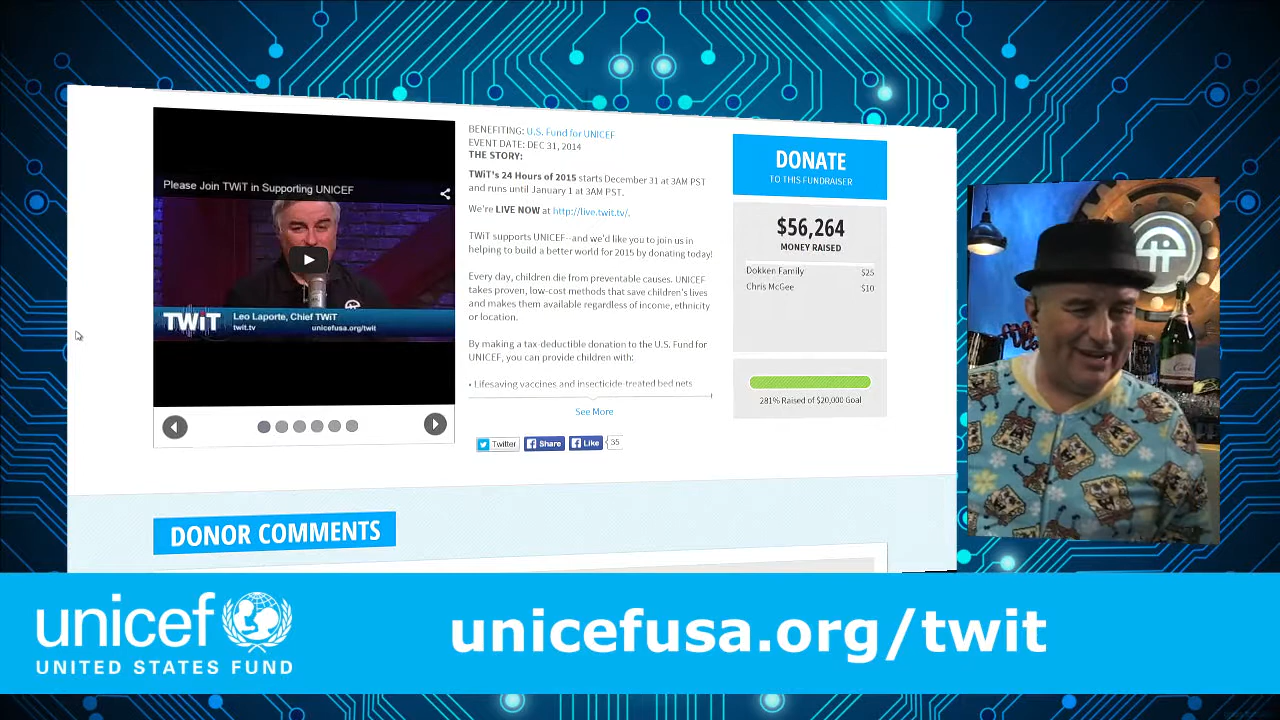 Please Join TWiT in Supporting UNICEF
TWiT
Leo Laporte, Chief TWiT
twit.tv unicefusa.org/twit
BENEFITING: U.S. Fund for UNICEF
EVENT DATE: DEC 31, 2014
THE STORY:
TWiT's 24 Hours of 2015 starts December 31 at 3AM PST
and runs until January 1 at 3AM PST.
We're LIVE NOW at http://live.twit.tv/.
TWiT supports UNICEF--and we'd like you to join us in
helping to build a better world for 2015 by donating today!
Every day, children die from preventable causes. UNICEF
takes proven, low-cost methods that save children's lives
and makes them available regardless of income, ethnicity
or location.
By making a tax-deductible donation to the U.S. Fund for
UNICEF, you can provide children with:
• Lifesaving vaccines and insecticide-treated bed nets
See More
Twitter Share Like 35
DONATE
TO THIS FUNDRAISER
$56,264
MONEY RAISED
Dokken Family $25
Chris McGee $10
281% Raised of $20,000 Goal
DONOR COMMENTS
unicef
UNITED STATES FUND
unicefusa.org/twit